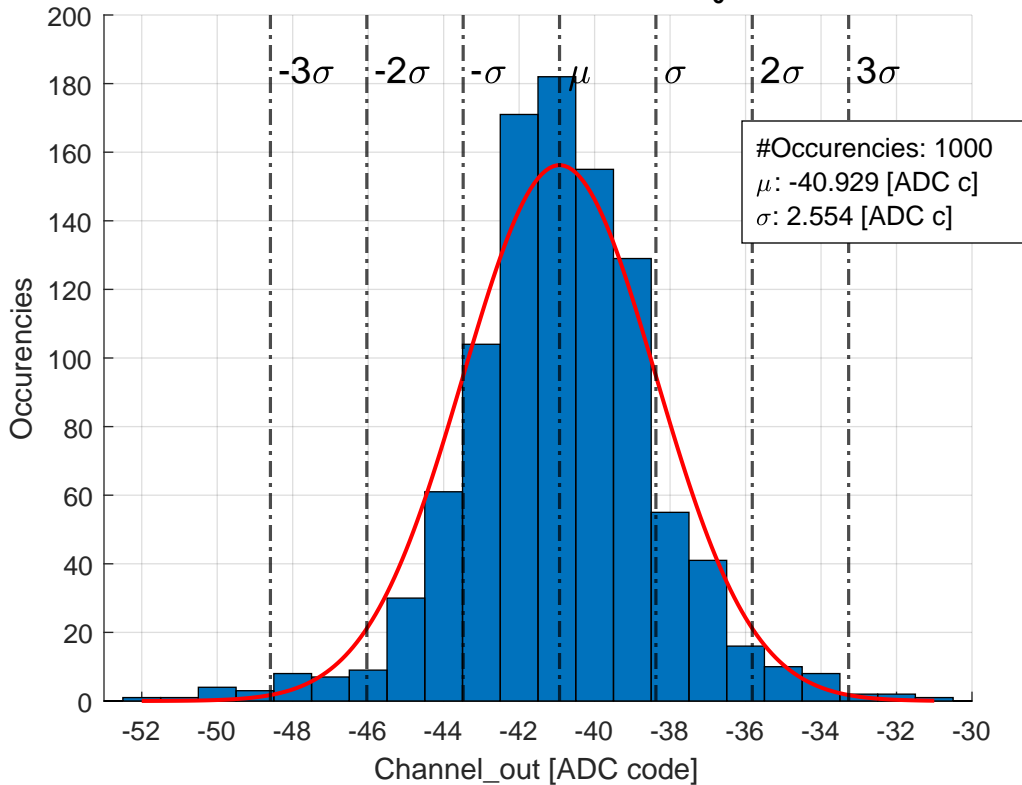 200
180
160
140
120
100
80
60
40
20
0
Occurencies
-3σ -2σ -σ μ σ 2σ 3σ
#Occurencies: 1000
μ: -40.929 [ADC c]
σ: 2.554 [ADC c]
-52 -50 -48 -46 -44 -42 -40 -38 -36 -34 -32 -30
Channel_out [ADC code]